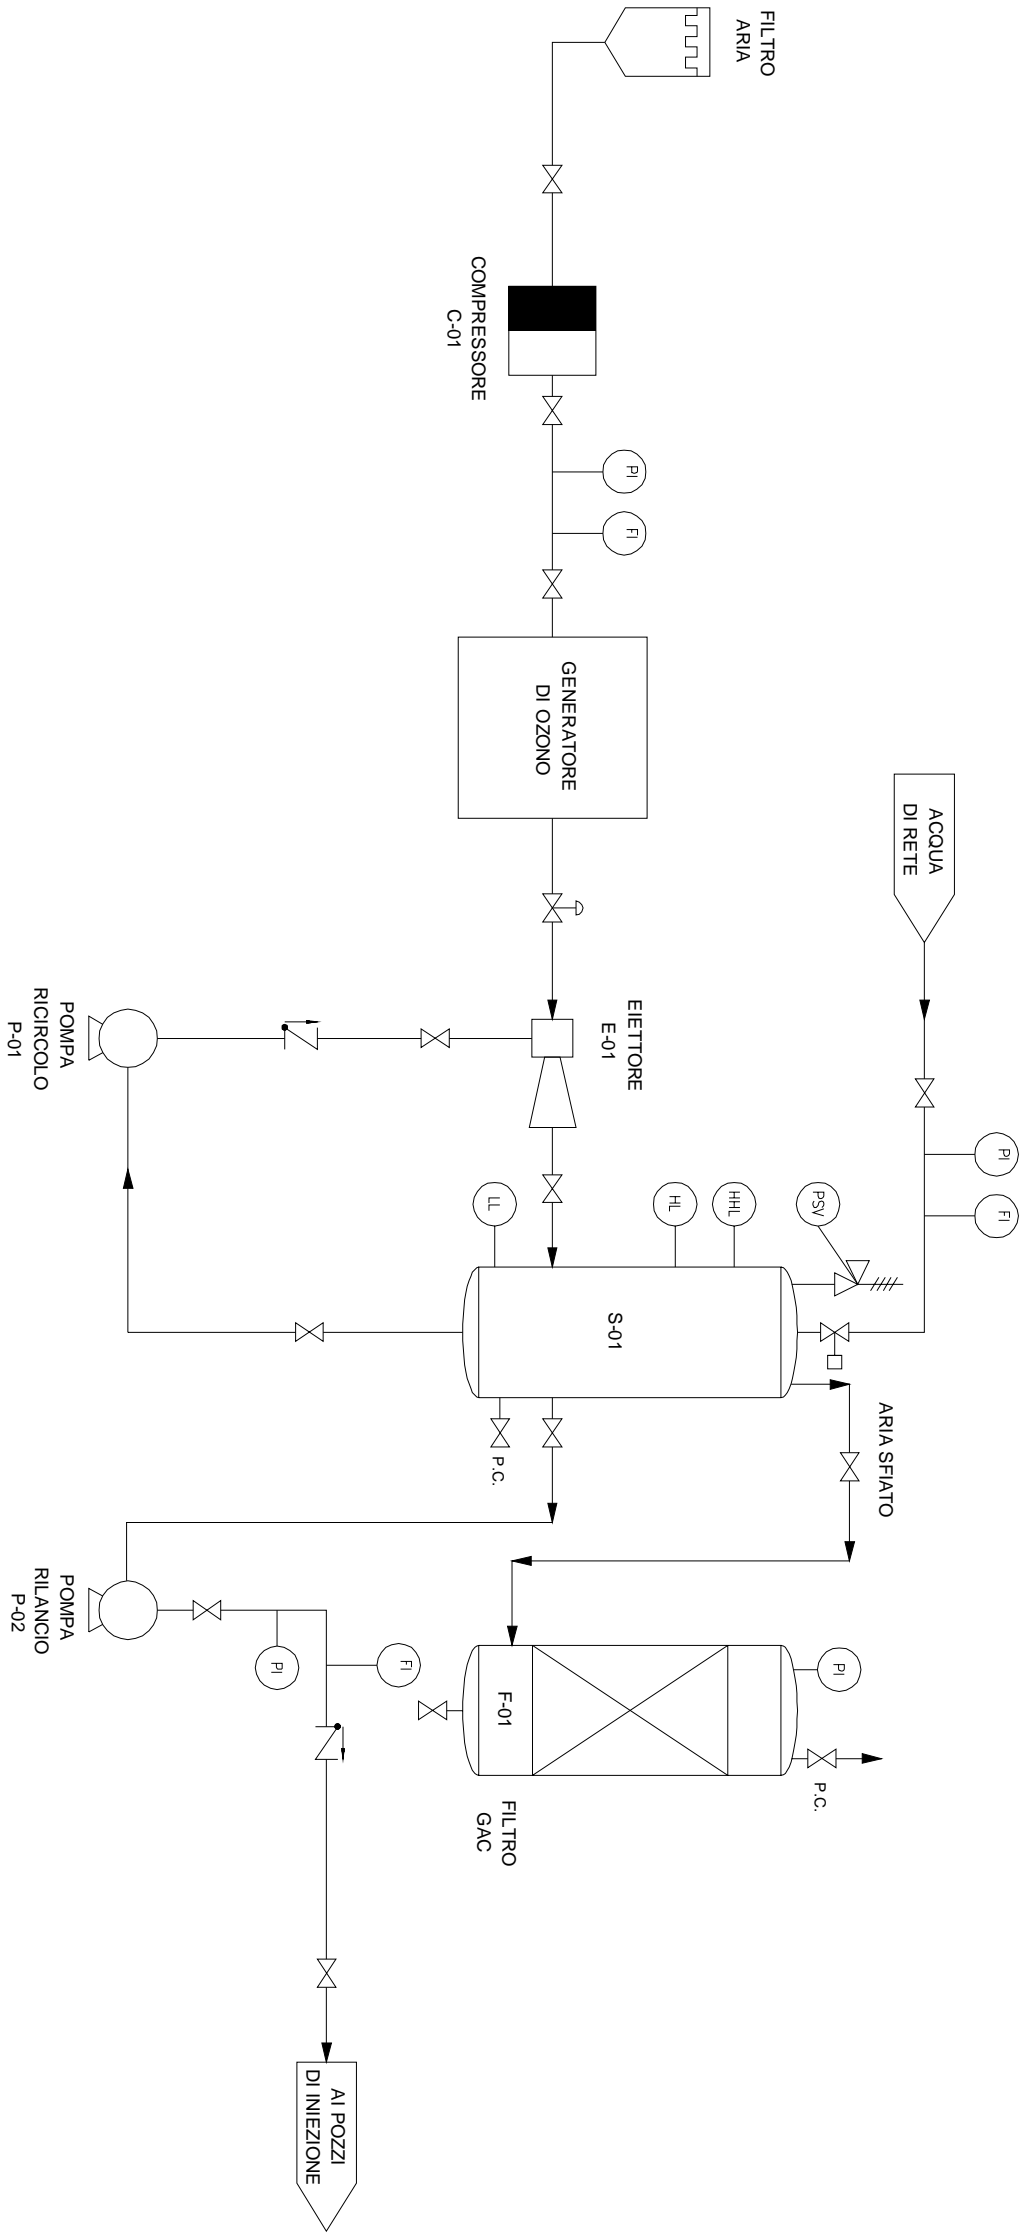 FILTRO
ARIA
COMPRESSORE
C-01
PI
FI
GENERATORE
DI OZONO
ACQUA
DI RETE
PI
FI
EIETTORE
E-01
POMPA
RICIRCOLO
P-01
LL
HL
HHL
PSV
S-01
P.C.
ARIA SFIATO
POMPA
RILANCIO
P-02
PI
FI
PI
F-01
P.C.
FILTRO
GAC
AI POZZI
DI INIEZIONE